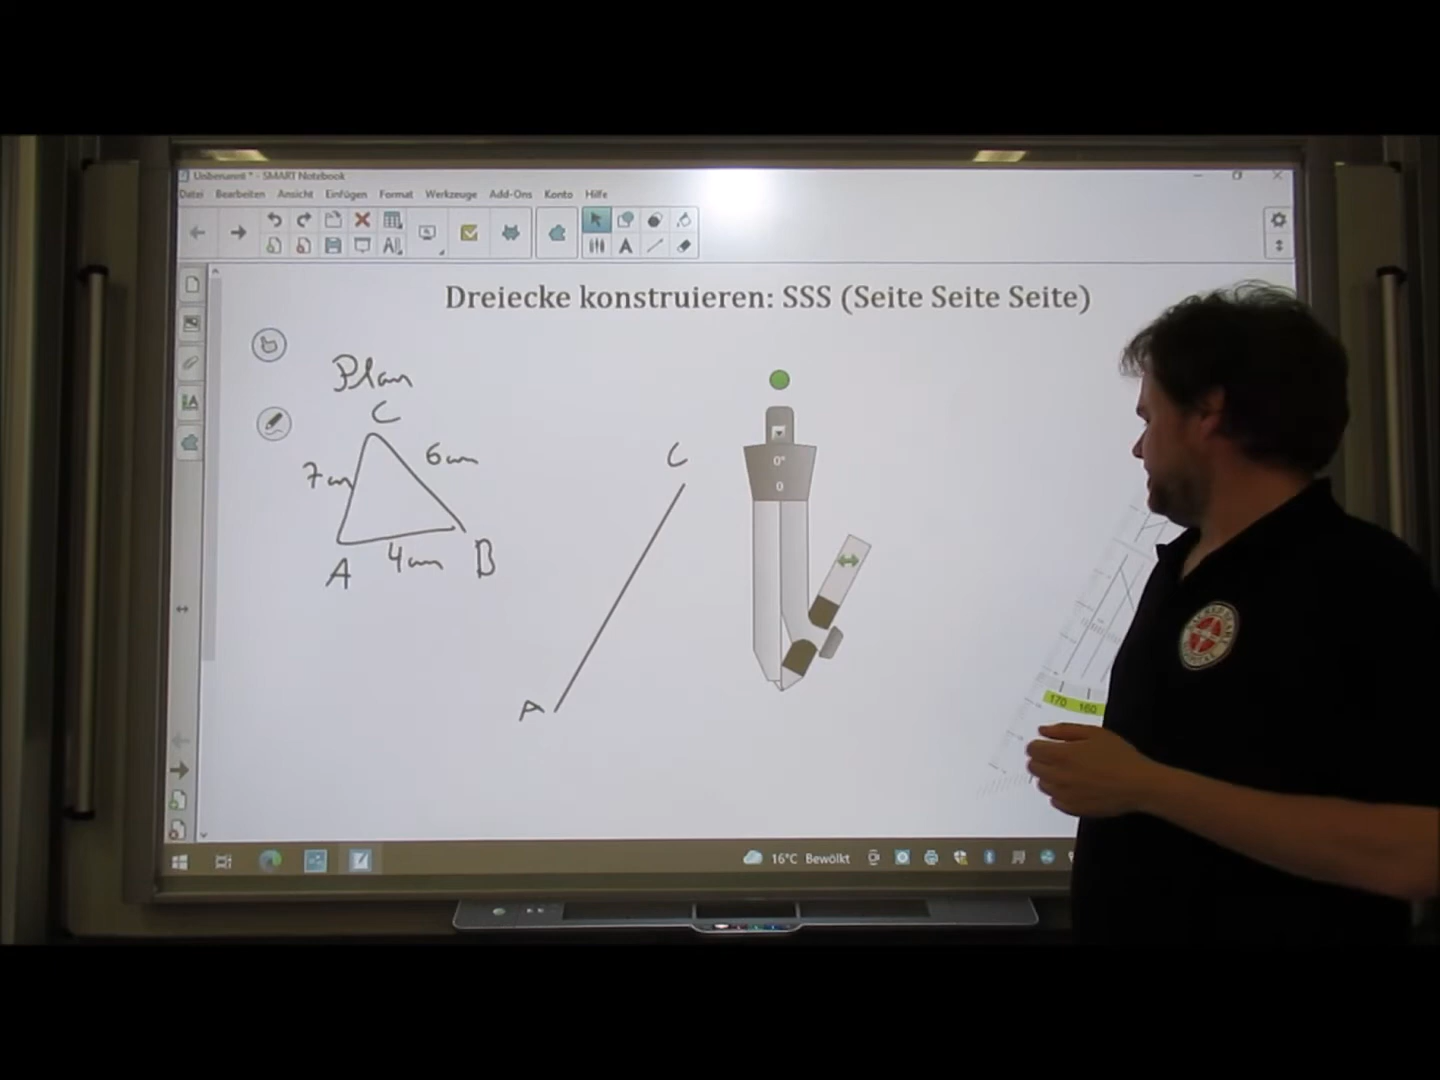 Unbenannt * - SMART Notebook
Datei Bearbeiten Ansicht Einfügen Format Werkzeuge Add-Ons Konto Hilfe
Dreiecke konstruieren: SSS (Seite Seite Seite)
Plan
C
7cm
6cm
A
4cm
B
C
A
0°
0
170 160
16°C Bewölkt